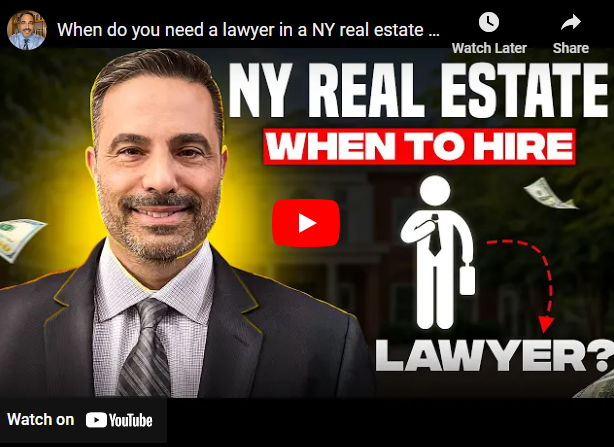 When do you need a lawyer in a NY real estate ...
Watch Later
Share
NY REAL ESTATE
WHEN TO HIRE
LAWYER?
Watch on YouTube